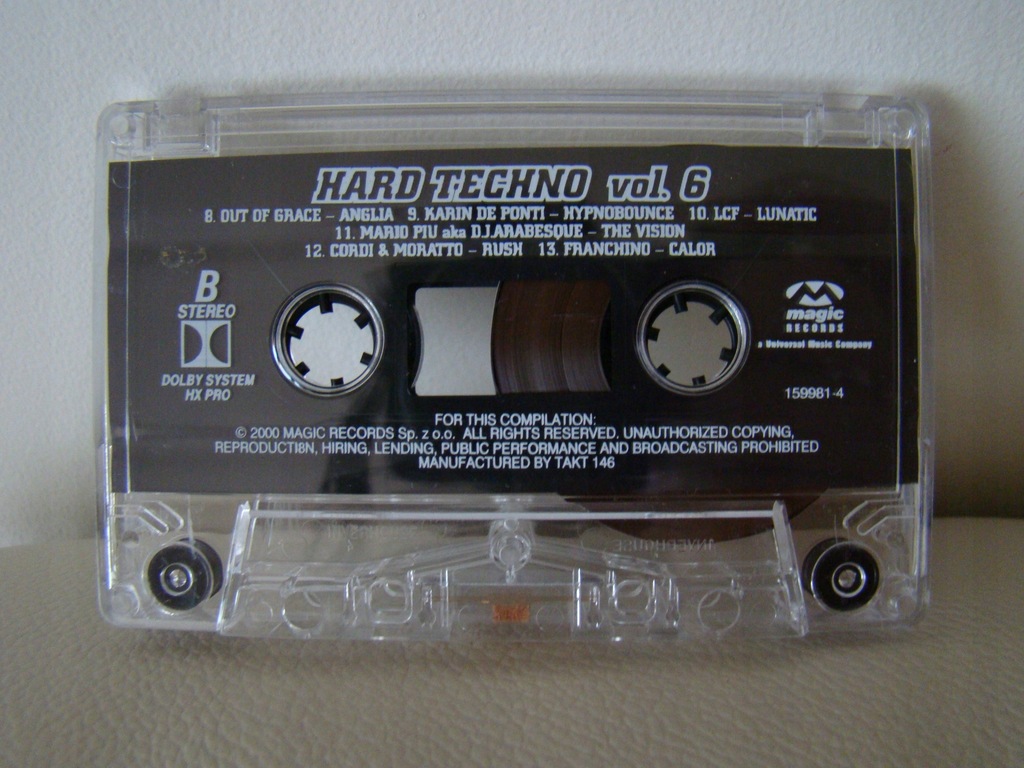 HARD TECHNO vol. 6
8. OUT OF GRACE – ANGLIA 9. KARIN DE PONTI – HYPNOBOUNCE 10. LCF – LUNATIC
11. MARIO PIU aka D.J.ARABESQUE – THE VISION
12. CORDI & MORATTO – RUSH 13. FRANCHINO – CALOR
B
STEREO
DOLBY SYSTEM
HX PRO
magic
RECORDS
a Universal Music Company
159981-4
FOR THIS COMPILATION:
© 2000 MAGIC RECORDS Sp. z o.o. ALL RIGHTS RESERVED. UNAUTHORIZED COPYING,
REPRODUCTI8N, HIRING, LENDING, PUBLIC PERFORMANCE AND BROADCASTING PROHIBITED
MANUFACTURED BY TAKT 146